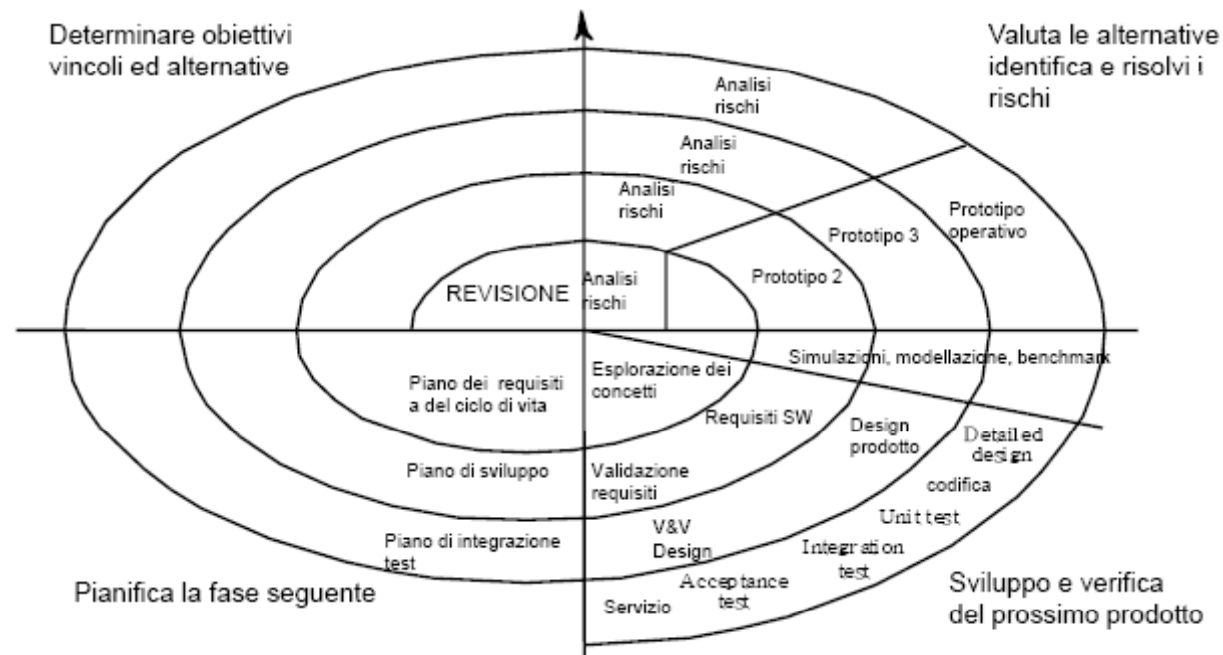 Determinare obiettivi
vincoli ed alternative
Valuta le alternative
identifica e risolvi i
rischi
Analisi
rischi
Analisi
rischi
Analisi
rischi
Prototipo
operativo
Prototipo 3
Prototipo 2
REVISIONE
Analisi
rischi
Simulazioni, modellazione, benchmark
Piano dei requisiti
a del ciclo di vita
Esplorazione dei
concetti
Requisiti SW
Design
prodotto
Detailed
design
codifica
Piano di sviluppo
Validazione
requisiti
Unit test
Piano di integrazione
test
V&V
Design
Integration
test
Acceptance
test
Servizio
Pianifica la fase seguente
Sviluppo e verifica
del prossimo prodotto